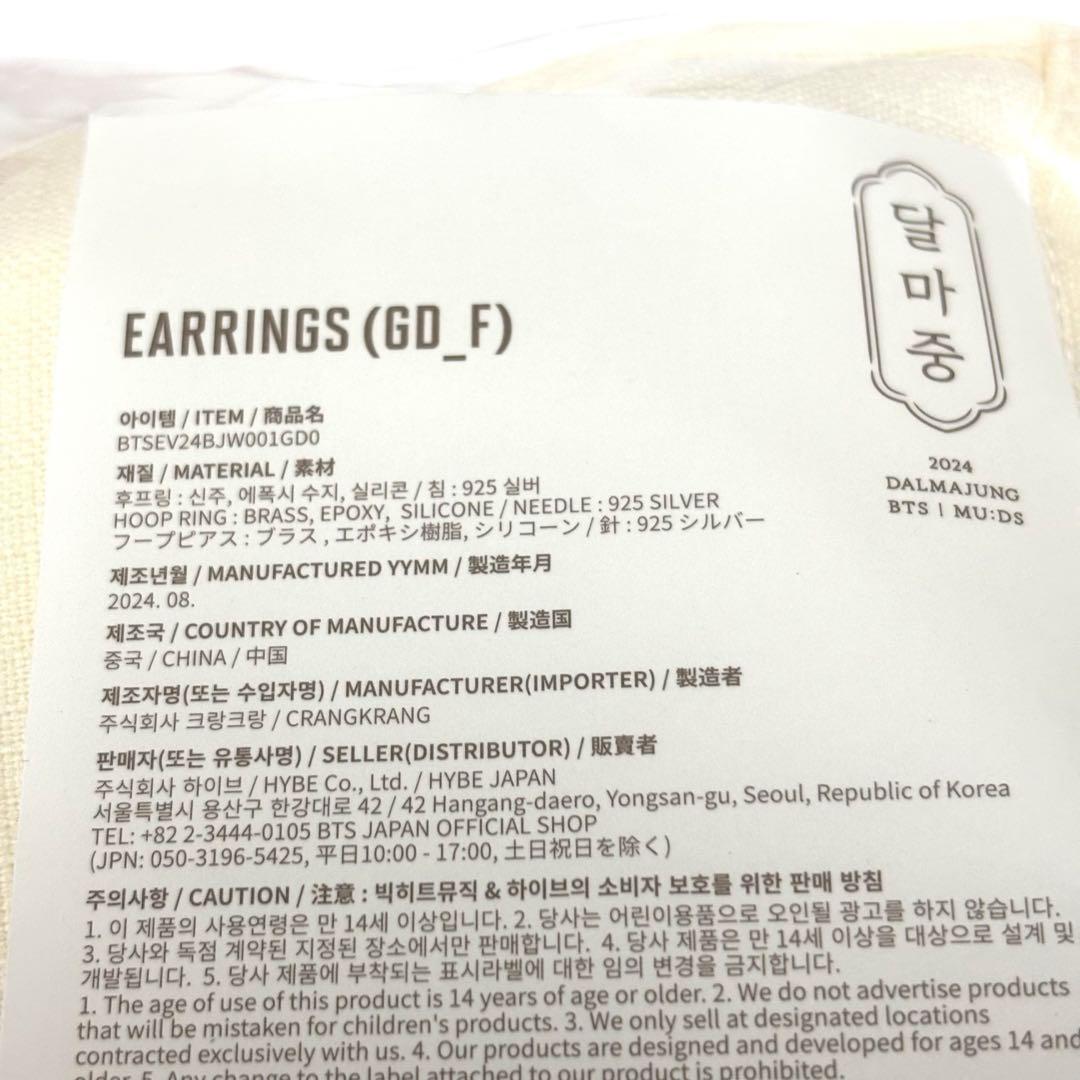 달마중
2024
DALMAJUNG
BTS | MU:DS
EARRINGS (GD_F)
아이템 / ITEM / 商品名
BTSEV24BJW001GD0
재질 / MATERIAL / 素材
후프링 : 신주, 에폭시 수지, 실리콘 / 침 : 925 실버
HOOP RING : BRASS, EPOXY, SILICONE / NEEDLE : 925 SILVER
フープピアス : ブラス , エポキシ樹脂, シリコーン / 針 : 925 シルバー
제조년월 / MANUFACTURED YYMM / 製造年月
2024. 08.
제조국 / COUNTRY OF MANUFACTURE / 製造国
중국 / CHINA / 中国
제조자명(또는 수입자명) / MANUFACTURER(IMPORTER) / 製造者
주식회사 크랑크랑 / CRANGKRANG
판매자(또는 유통사명) / SELLER(DISTRIBUTOR) / 販賣者
주식회사 하이브 / HYBE Co., Ltd. / HYBE JAPAN
서울특별시 용산구 한강대로 42 / 42 Hangang-daero, Yongsan-gu, Seoul, Republic of Korea
TEL: +82 2-3444-0105 BTS JAPAN OFFICIAL SHOP
(JPN: 050-3196-5425, 平日10:00 - 17:00, 土日祝日を除く)
주의사항 / CAUTION / 注意 : 빅히트뮤직 & 하이브의 소비자 보호를 위한 판매 방침
1. 이 제품의 사용연령은 만 14세 이상입니다. 2. 당사는 어린이용품으로 오인될 광고를 하지 않습니다.
3. 당사와 독점 계약된 지정된 장소에서만 판매합니다. 4. 당사 제품은 만 14세 이상을 대상으로 설계 및
개발됩니다. 5. 당사 제품에 부착되는 표시라벨에 대한 임의 변경을 금지합니다.
1. The age of use of this product is 14 years of age or older. 2. We do not advertise products
that will be mistaken for children's products. 3. We only sell at designated locations
contracted exclusively with us. 4. Our products are designed and developed for ages 14 and
older. 5. Any change to the label attached to our product is prohibited.